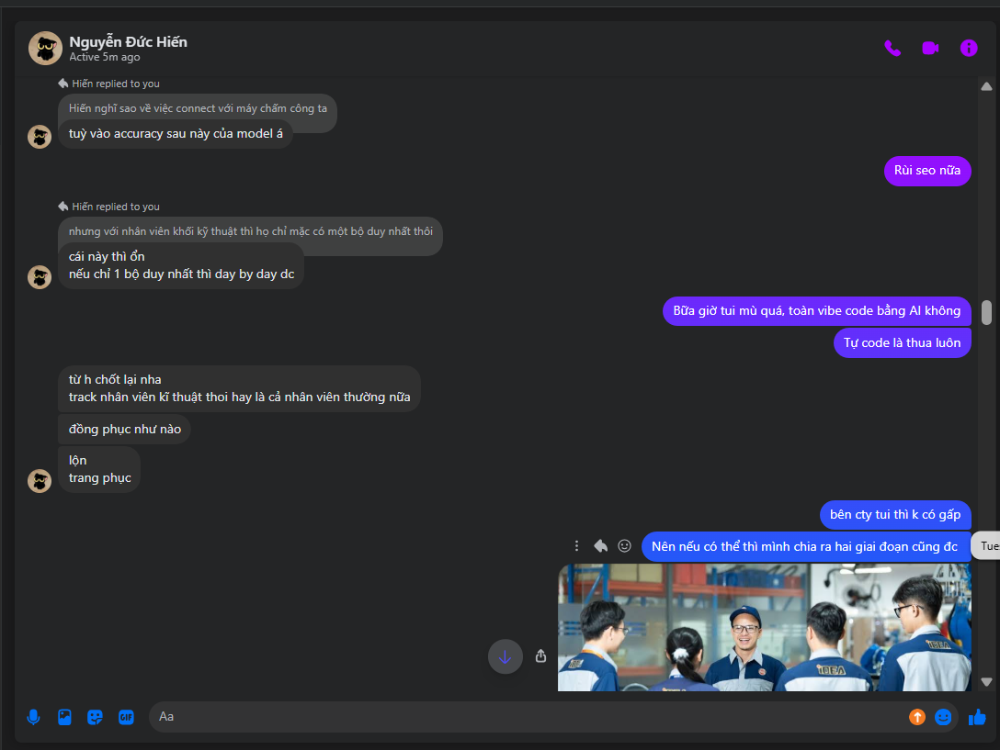 Nguyễn Đức Hiến
Active 5m ago
Hiến replied to you
Hiến nghĩ sao về việc connect với máy chấm công ta
tuỳ vào accuracy sau này của model á
Rùi seo nữa
Hiến replied to you
nhưng với nhân viên khối kỹ thuật thì họ chỉ mặc có một bộ duy nhất thôi
cái này thì ổn
nếu chỉ 1 bộ duy nhất thì day by day dc
Bữa giờ tui mù quá, toàn vibe code bằng AI không
Tự code là thua luôn
từ h chốt lại nha
track nhân viên kĩ thuật thoi hay là cả nhân viên thường nữa
đồng phục như nào
lộn
trang phục
bên cty tui thì k có gấp
Nên nếu có thể thì mình chia ra hai giai đoạn cũng đc
Tue
IDEA
IDEA
IDEA
GIF
Aa